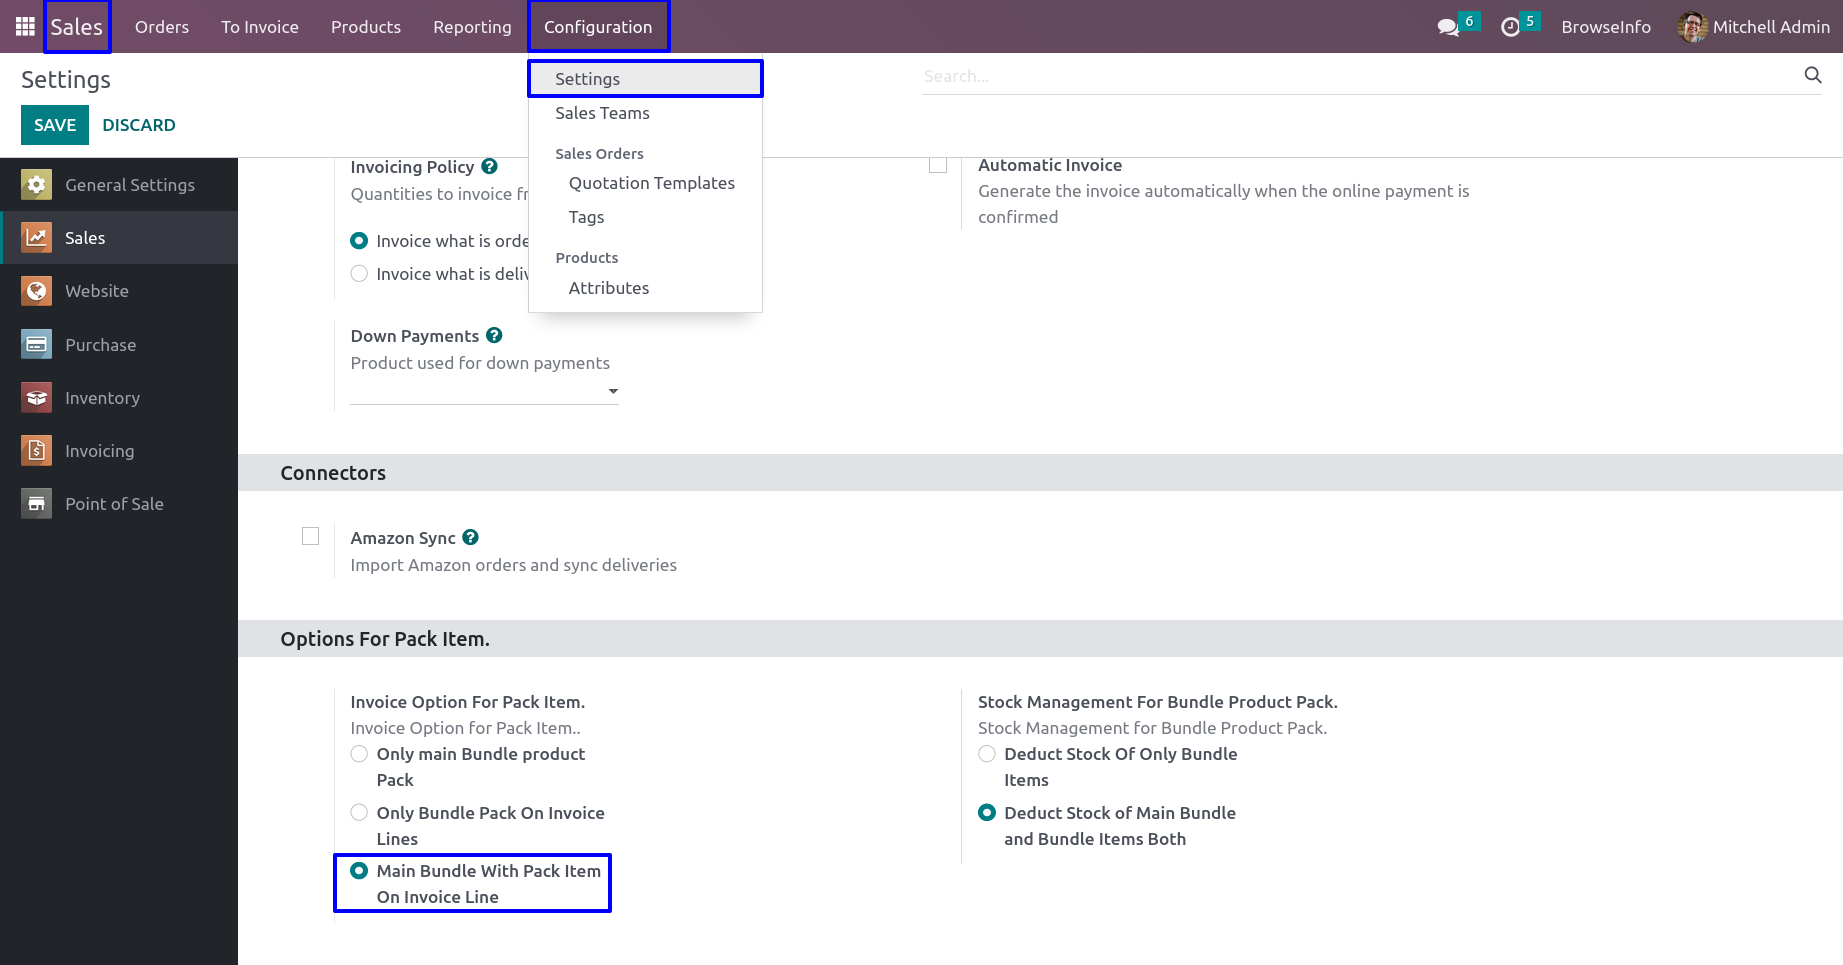 Sales Orders To Invoice Products Reporting Configuration 6 5 BrowseInfo Mitchell Admin
Settings
Search...
SAVE DISCARD
Settings
Sales Teams
Sales Orders
Quotation Templates
Tags
Products
Attributes
General Settings
Sales
Website
Purchase
Inventory
Invoicing
Point of Sale
Invoicing Policy ?
Quantities to invoice fr
Invoice what is orde
Invoice what is deliv
Automatic Invoice
Generate the invoice automatically when the online payment is
confirmed
Down Payments ?
Product used for down payments
Connectors
Amazon Sync ?
Import Amazon orders and sync deliveries
Options For Pack Item.
Invoice Option For Pack Item.
Invoice Option for Pack Item..
Only main Bundle product
Pack
Only Bundle Pack On Invoice
Lines
Main Bundle With Pack Item
On Invoice Line
Stock Management For Bundle Product Pack.
Stock Management for Bundle Product Pack.
Deduct Stock Of Only Bundle
Items
Deduct Stock of Main Bundle
and Bundle Items Both